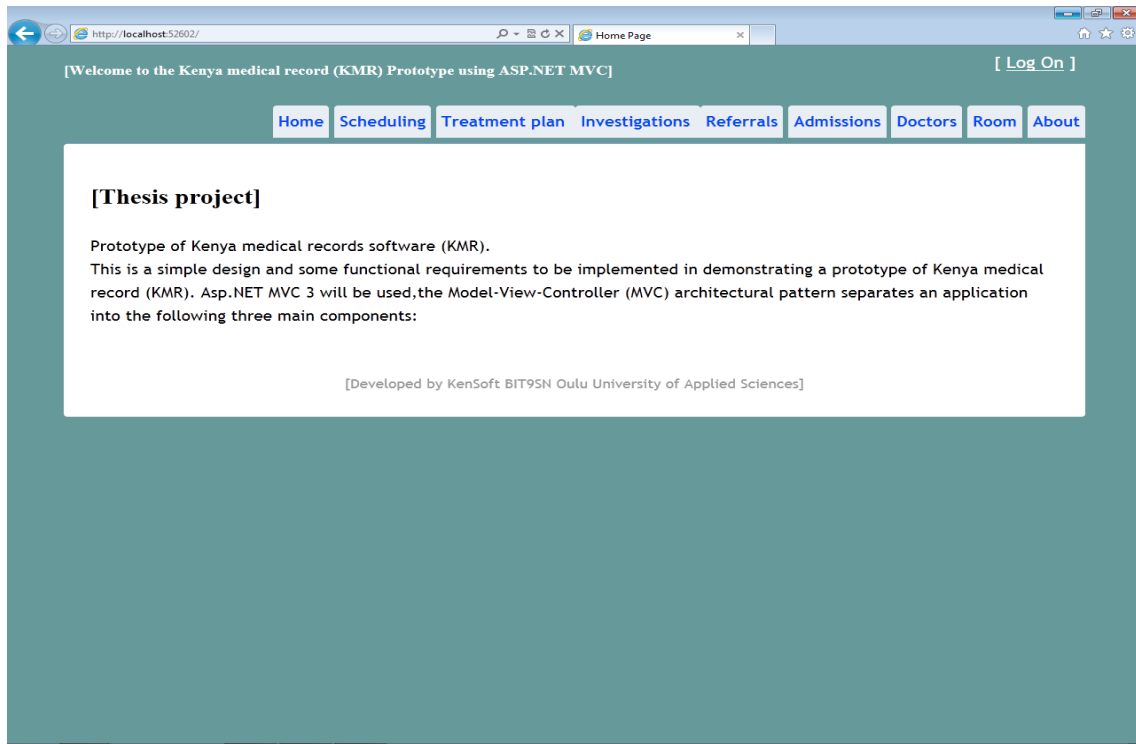 http://localhost:52602/
Home Page
[Welcome to the Kenya medical record (KMR) Prototype using ASP.NET MVC]
[ Log On ]
Home Scheduling Treatment plan Investigations Referrals Admissions Doctors Room About
[Thesis project]
Prototype of Kenya medical records software (KMR).
This is a simple design and some functional requirements to be implemented in demonstrating a prototype of Kenya medical
record (KMR). Asp.NET MVC 3 will be used,the Model-View-Controller (MVC) architectural pattern separates an application
into the following three main components:
[Developed by KenSoft BIT9SN Oulu University of Applied Sciences]